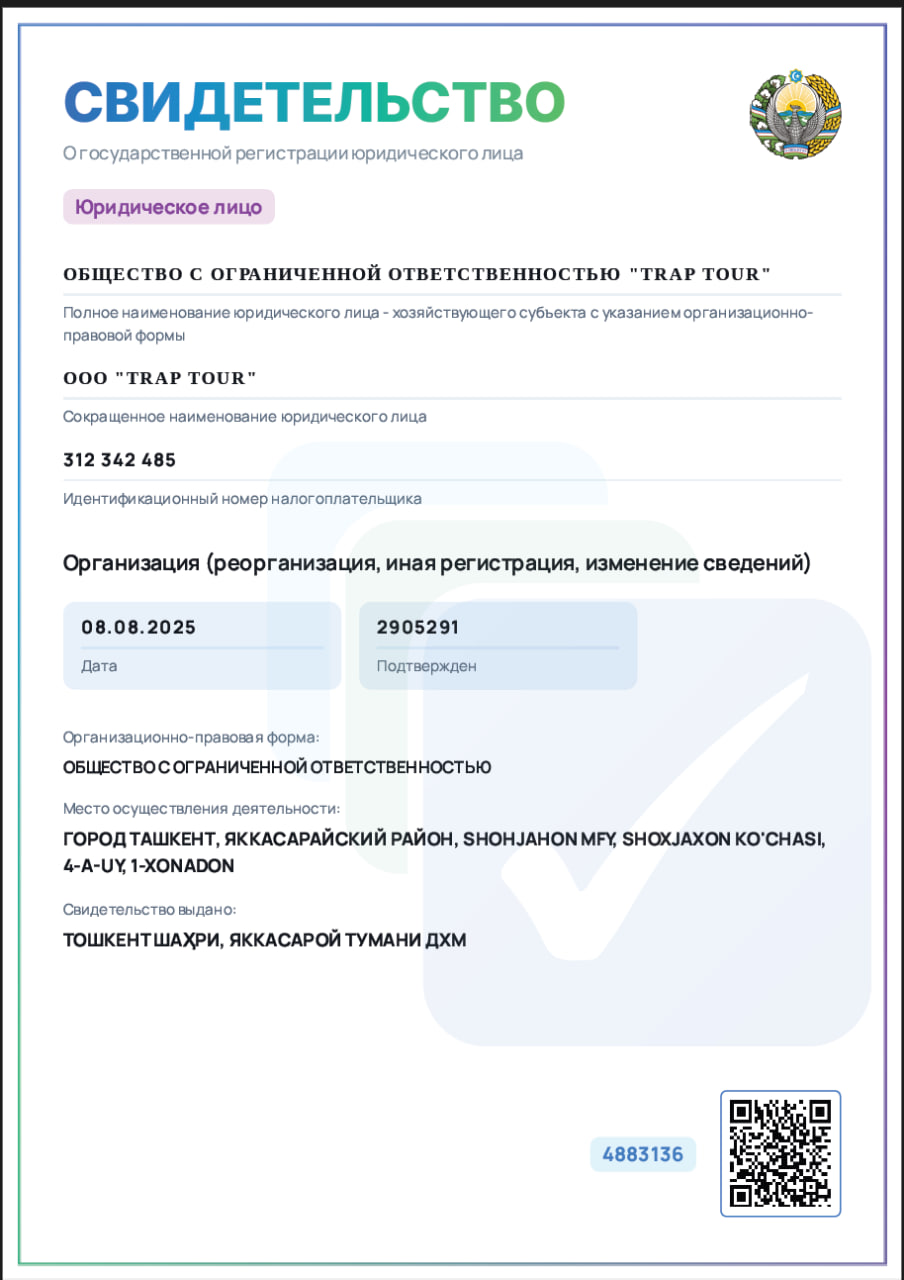 СВИДЕТЕЛЬСТВО
О государственной регистрации юридического лица
Юридическое лицо
ОБЩЕСТВО С ОГРАНИЧЕННОЙ ОТВЕТСТВЕННОСТЬЮ "TRAP TOUR"
Полное наименование юридического лица - хозяйствующего субъекта с указанием организационно-
правовой формы
ООО "TRAP TOUR"
Сокращенное наименование юридического лица
312 342 485
Идентификационный номер налогоплательщика
Организация (реорганизация, иная регистрация, изменение сведений)
08.08.2025
2905291
Дата
Подтвержден
Организационно-правовая форма:
ОБЩЕСТВО С ОГРАНИЧЕННОЙ ОТВЕТСТВЕННОСТЬЮ
Место осуществления деятельности:
ГОРОД ТАШКЕНТ, ЯККАСАРАЙСКИЙ РАЙОН, SHOHJAHON MFY, SHOXJAXON KO'CHASI,
4-A-UY, 1-XONADON
Свидетельство выдано:
ТОШКЕНТ ШАҲРИ, ЯККАСАРОЙ ТУМАНИ ДХМ
4883136